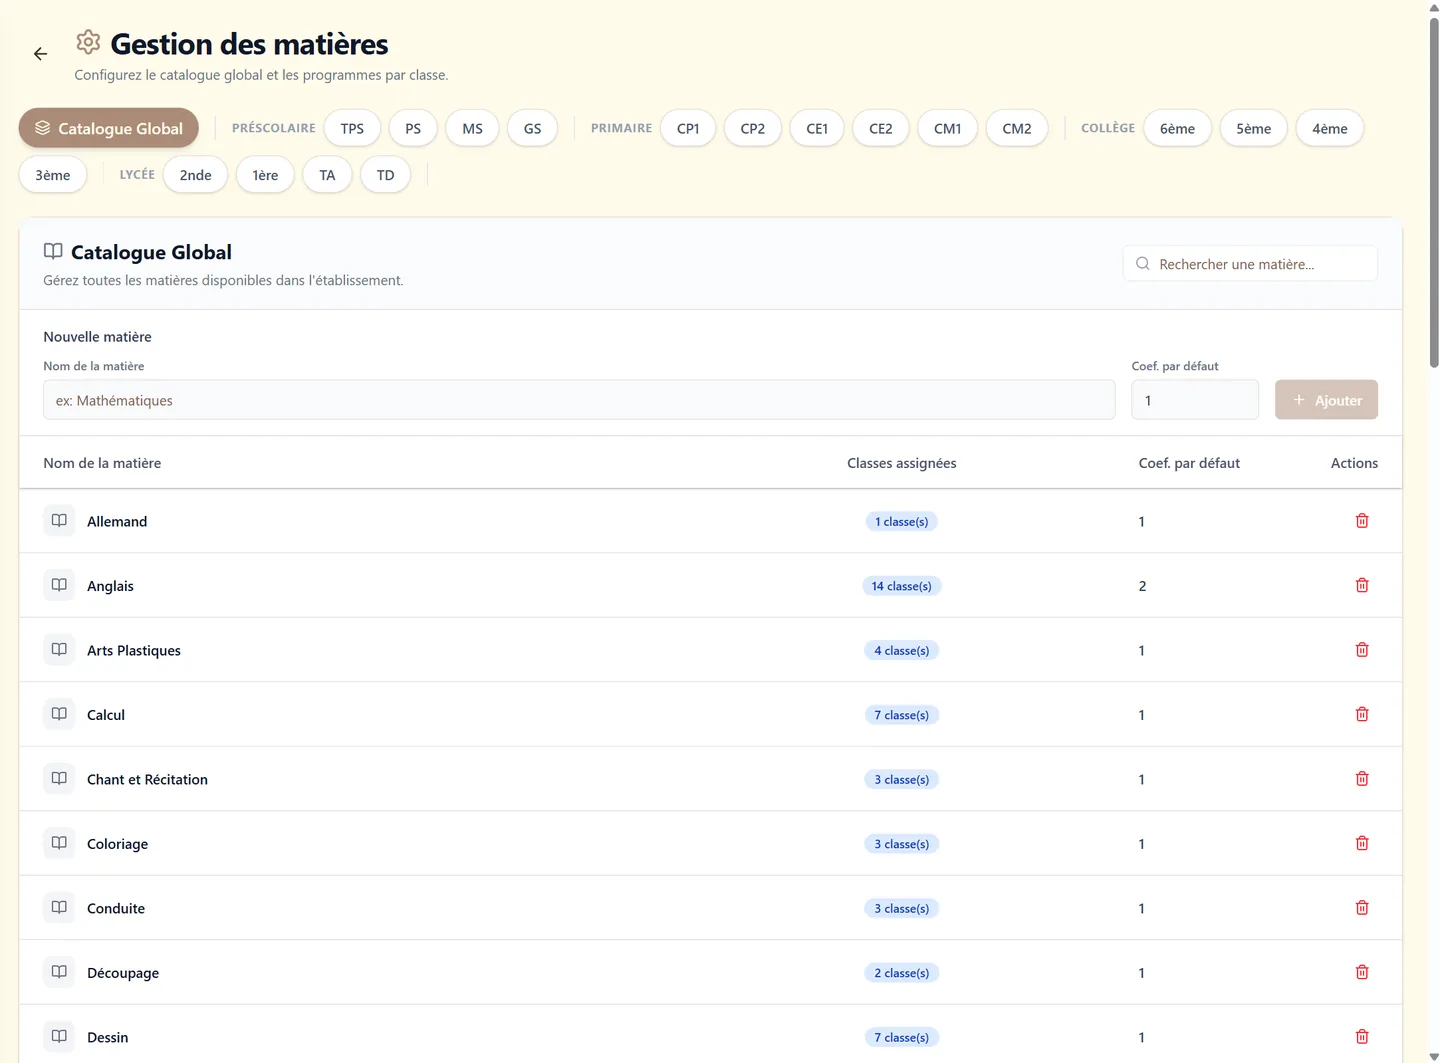 Gestion des matières
Configurez le catalogue global et les programmes par classe.
Catalogue Global PRÉSCOLAIRE TPS PS MS GS PRIMAIRE CP1 CP2 CE1 CE2 CM1 CM2 COLLÈGE 6ème 5ème 4ème
3ème LYCÉE 2nde 1ère TA TD
Catalogue Global
Gérez toutes les matières disponibles dans l'établissement.
Rechercher une matière...
Nouvelle matière
Nom de la matière Coef. par défaut
ex: Mathématiques 1 + Ajouter
Nom de la matière Classes assignées Coef. par défaut Actions
Allemand 1 classe(s) 1
Anglais 14 classe(s) 2
Arts Plastiques 4 classe(s) 1
Calcul 7 classe(s) 1
Chant et Récitation 3 classe(s) 1
Coloriage 3 classe(s) 1
Conduite 3 classe(s) 1
Découpage 2 classe(s) 1
Dessin 7 classe(s) 1